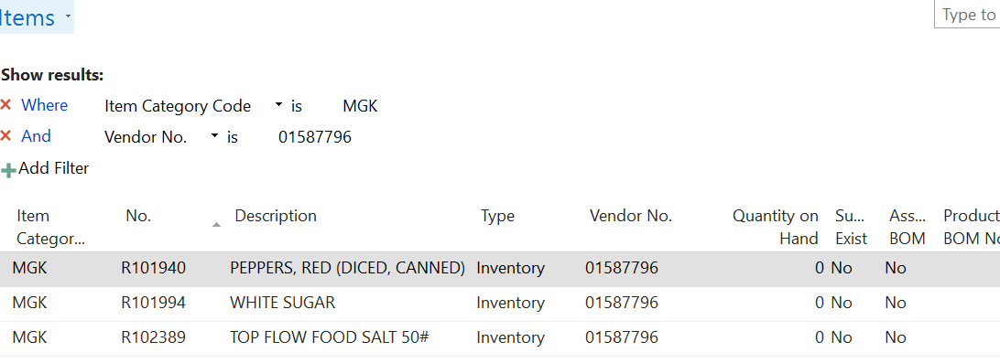 Items
Type to
Show results:
Where Item Category Code is MGK
And Vendor No. is 01587796
Add Filter
Item Categor... No. Description Type Vendor No. Quantity on Hand Su... Exist Ass... BOM Product BOM No
MGK R101940 PEPPERS, RED (DICED, CANNED) Inventory 01587796 0 No No
MGK R101994 WHITE SUGAR Inventory 01587796 0 No No
MGK R102389 TOP FLOW FOOD SALT 50# Inventory 01587796 0 No No